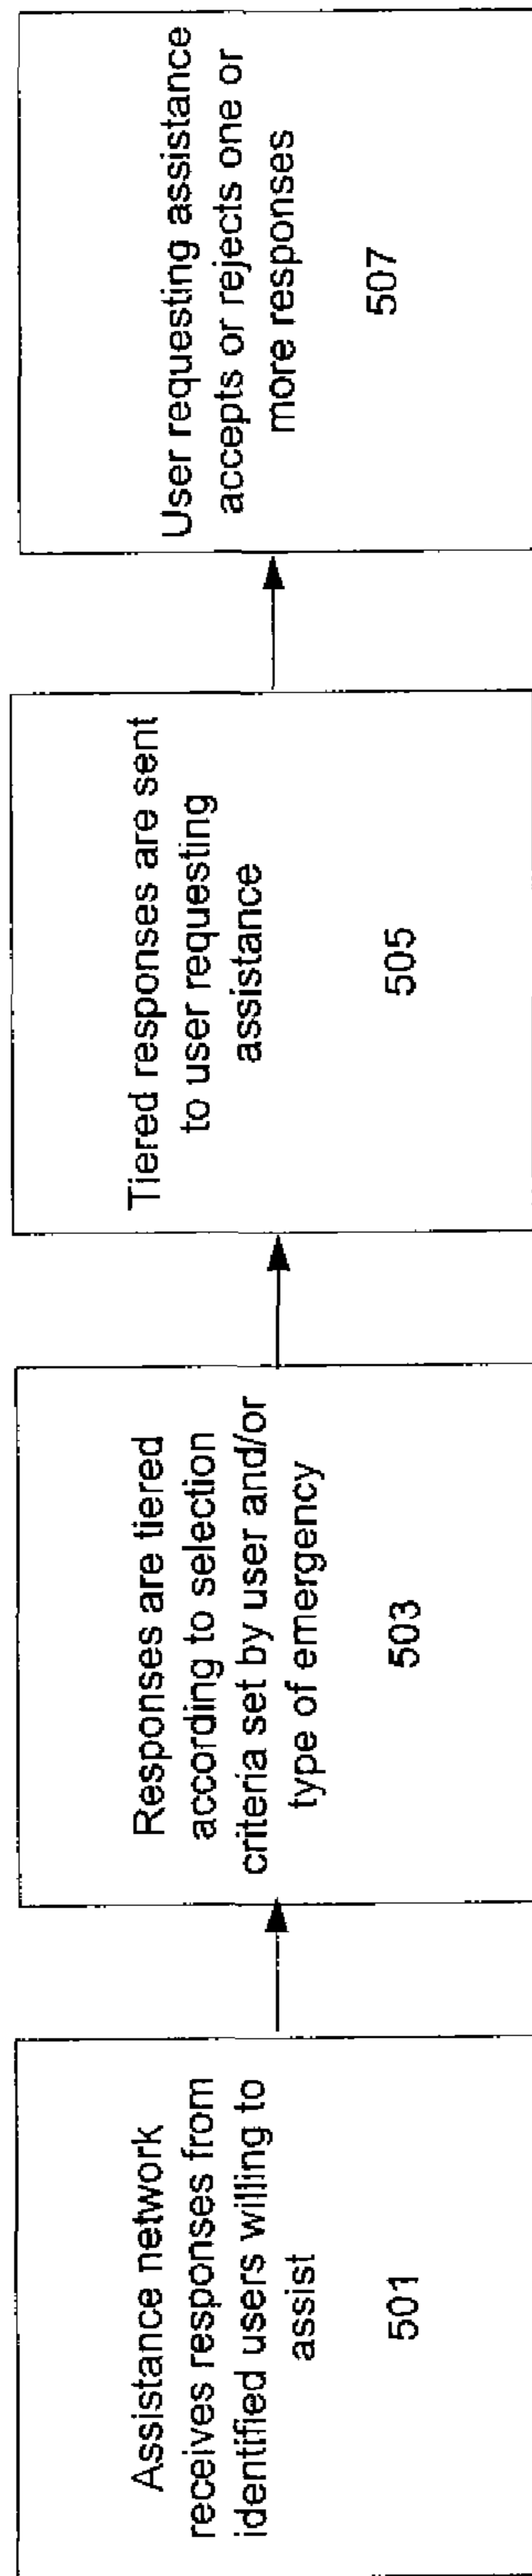 Assistance network
receives responses from
identified users willing to
assist
501
Responses are tiered
according to selection
criteria set by user and/or
type of emergency
503
Tiered responses are sent
to user requesting
assistance
505
User requesting assistance
accepts or rejects one or
more responses
507